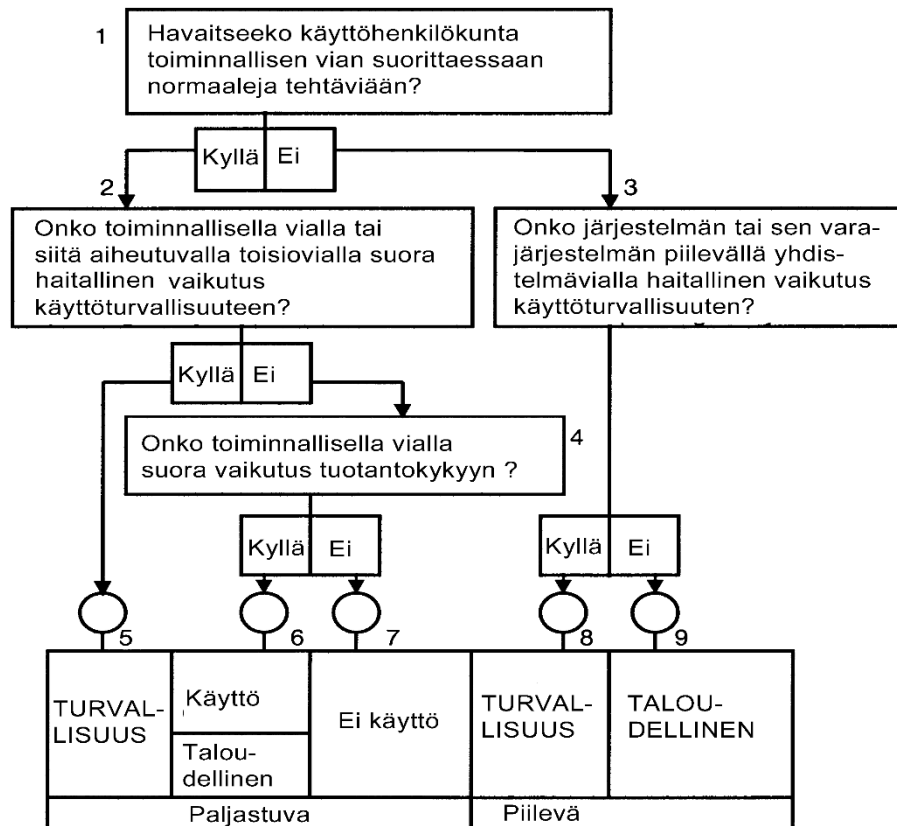 1
Havaitseeko käyttöhenkilökunta
toiminnallisen vian suorittaessaan
normaaleja tehtäviään?
Kyllä Ei
2
3
Onko toiminnallisella vialla tai
siitä aiheutuvalla toisiovialla suora
haitallinen vaikutus
käyttöturvallisuuteen?
Onko järjestelmän tai sen vara-
järjestelmän piilevällä yhdis-
telmävialla haitallinen vaikutus
käyttöturvallisuuten?
Kyllä Ei
4
Onko toiminnallisella vialla
suora vaikutus tuotantokykyyn ?
Kyllä Ei
Kyllä Ei
5
6
7
8
9
TURVAL-
LISUUS
Käyttö
Talou-
dellinen
Ei käyttö
TURVAL-
LISUUS
TALOU-
DELLINEN
Paljastuva
Piilevä